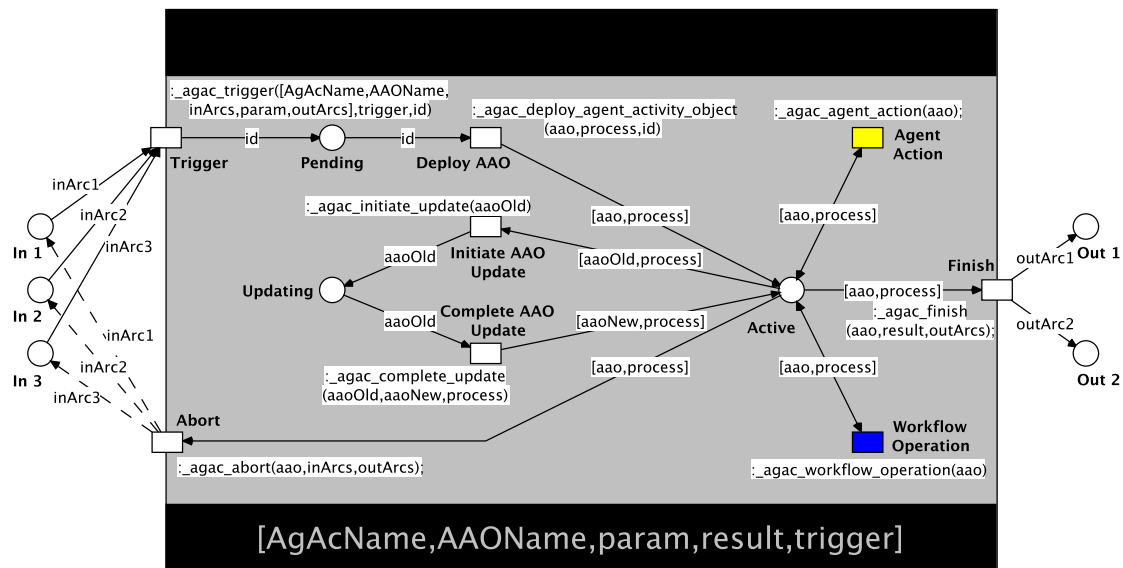 :_agac_trigger([AgAcName,AAOName,
inArcs,param,outArcs],trigger,id)
:_agac_deploy_agent_activity_object
(aao,process,id)
:_agac_agent_action(aao);
id
id
Trigger
Pending
Deploy AAO
Agent
Action
inArc1
inArc2
inArc3
:_agac_initiate_update(aaoOld)
[aao,process]
[aao,process]
In 1
aaoOld
Initiate AAO
Update
[aaoOld,process]
Finish
outArc1
Out 1
Updating
[aao,process]
In 2
aaoOld
Complete AAO
Update
[aaoNew,process]
Active
:_agac_finish
(aao,result,outArcs);
outArc2
inArc1
inArc2
inArc3
[aao,process]
[aao,process]
In 3
:_agac_complete_update
(aaoOld,aaoNew,process)
Out 2
Abort
Workflow
Operation
:_agac_abort(aao,inArcs,outArcs);
:_agac_workflow_operation(aao)
[AgAcName,AAOName,param,result,trigger]